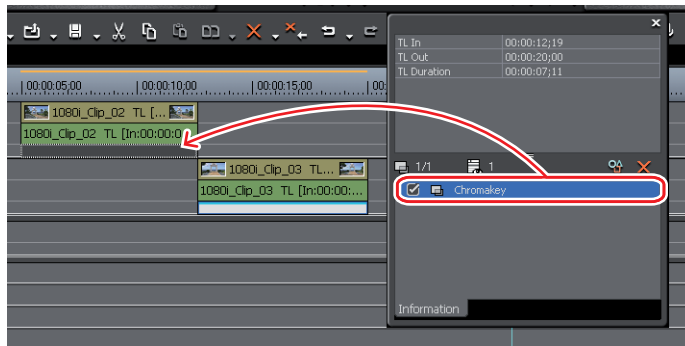 TL In 00:00:12;19
TL Out 00:00:20;00
TL Duration 00:00:07;11
00:00:05;00 00:00:10;00 00:00:15;00 00:
1080i_Clip_02 TL [...
1080i_Clip_02 TL [In:00:00:0
1/1 1
1080i_Clip_03 TL...
1080i_Clip_03 TL [In:00:00:...
Chromakey
Information